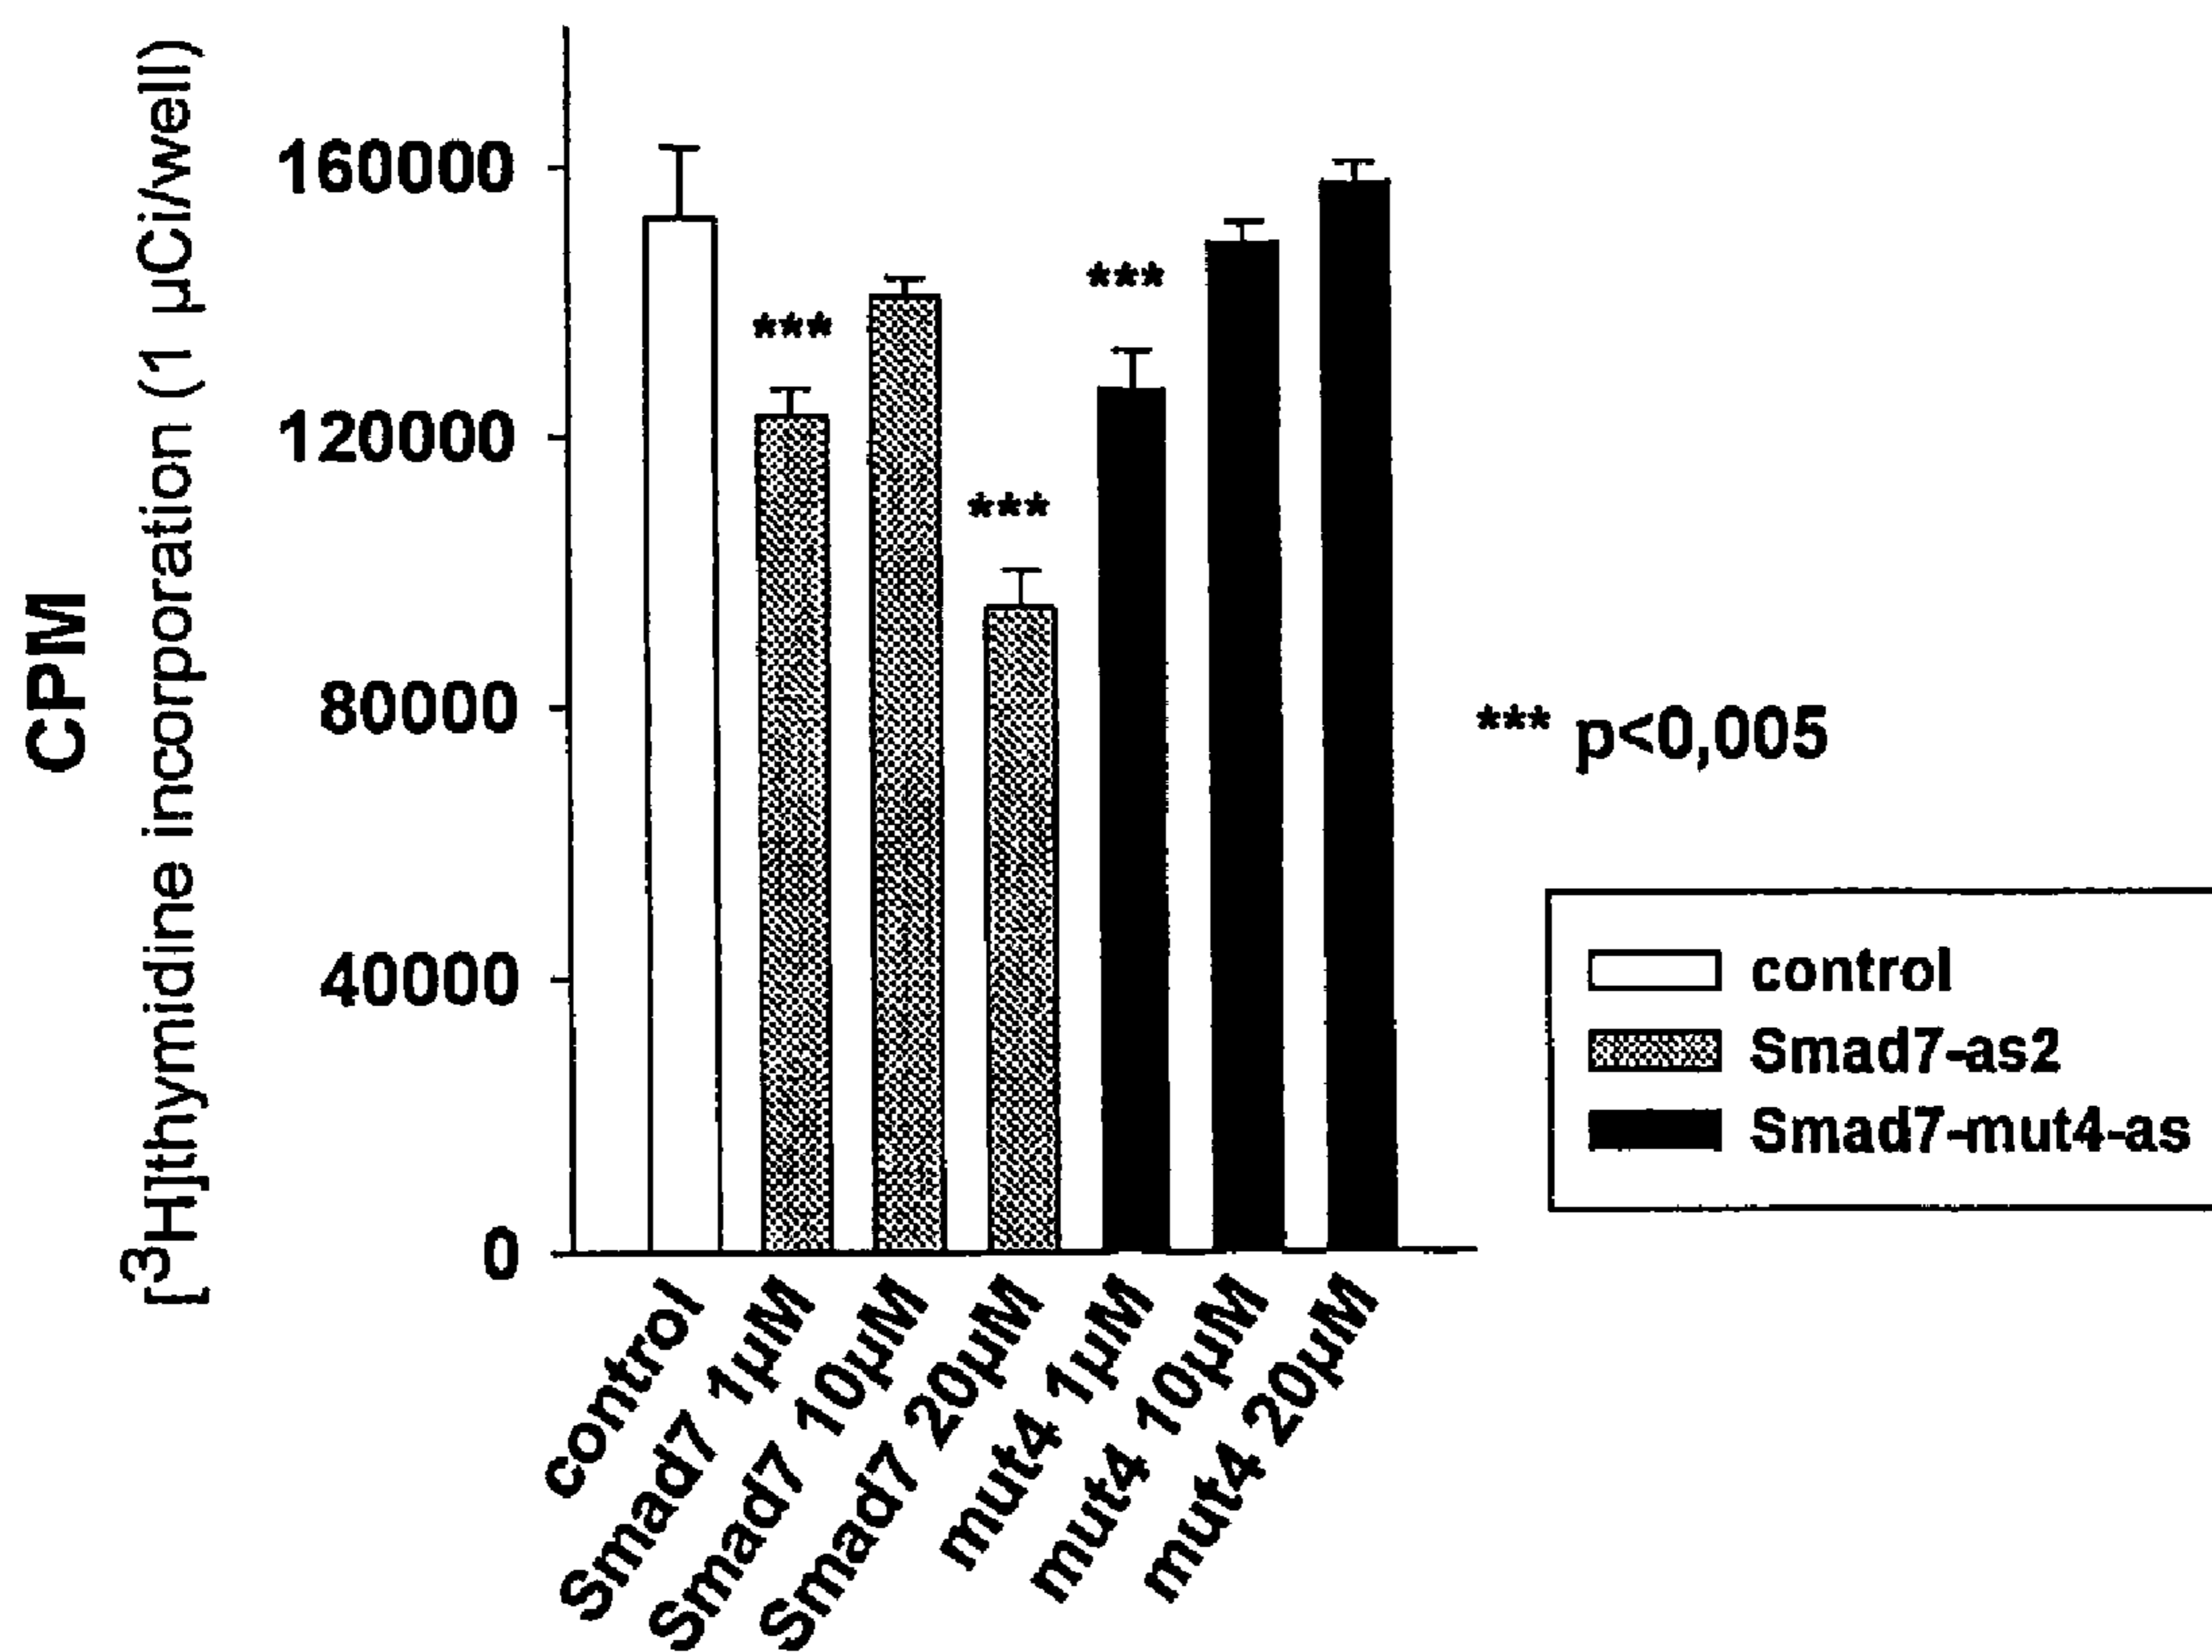 CPM
[³H]thymidine incorporation (1 µCi/well)
160000
120000
80000
40000
0
***
***
***
*** p<0,005
control
Smad7-as2
Smad7-mut4-as
control
Smad7 1µM
Smad7 10µM
Smad7 20µM
mut4 1µM
mut4 10µM
mut4 20µM